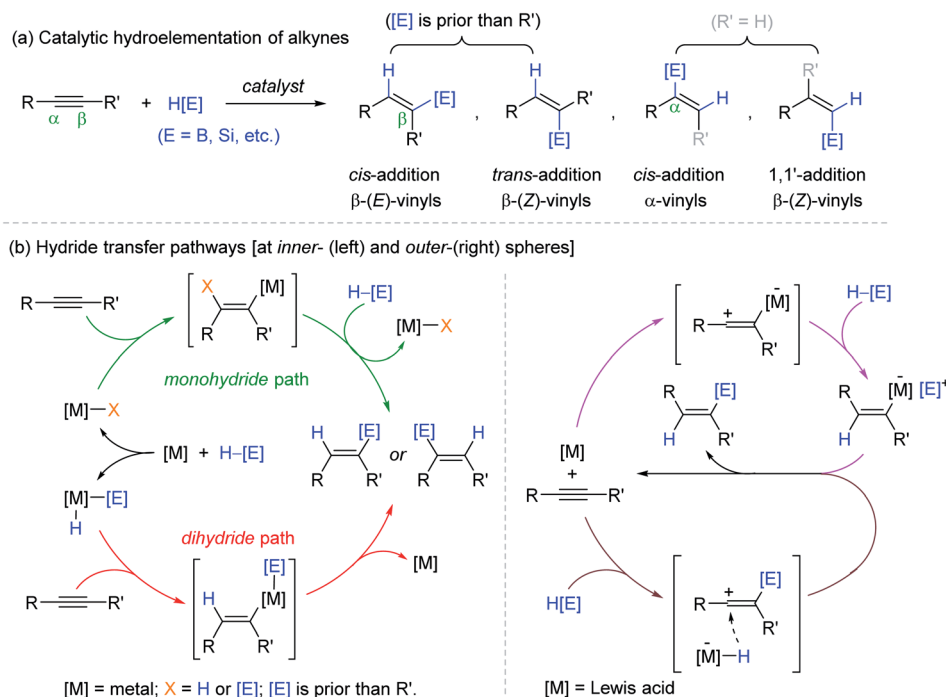 (a) Catalytic hydroelementation of alkynes
([E] is prior than R')
(R' = H)
R R' + H[E] catalyst
α β
(E = B, Si, etc.)
H [E] R β R' ,
H R' R [E] ,
[E] H R α R' ,
R' H R [E]
cis-addition trans-addition cis-addition 1,1'-addition
β-(E)-vinyls β-(Z)-vinyls α-vinyls β-(Z)-vinyls
(b) Hydride transfer pathways [at inner- (left) and outer-(right) spheres]
R R'
X [M] R R'
H–[E]
[M]–X
monohydride path
[M]–X
[M] + H–[E]
H [E] R R' or [E] H R R'
[M]–[E]
H
dihydride path
[M]
R R'
[E] H [M] R R'
[M] = metal; X = H or [E]; [E] is prior than R'.
R + [M] - R'
H–[E]
R [E] H R'
R [M] - [E]+ H R'
[M]
+
R R'
H[E]
R + [E] R'
[M] - –H
[M] = Lewis acid